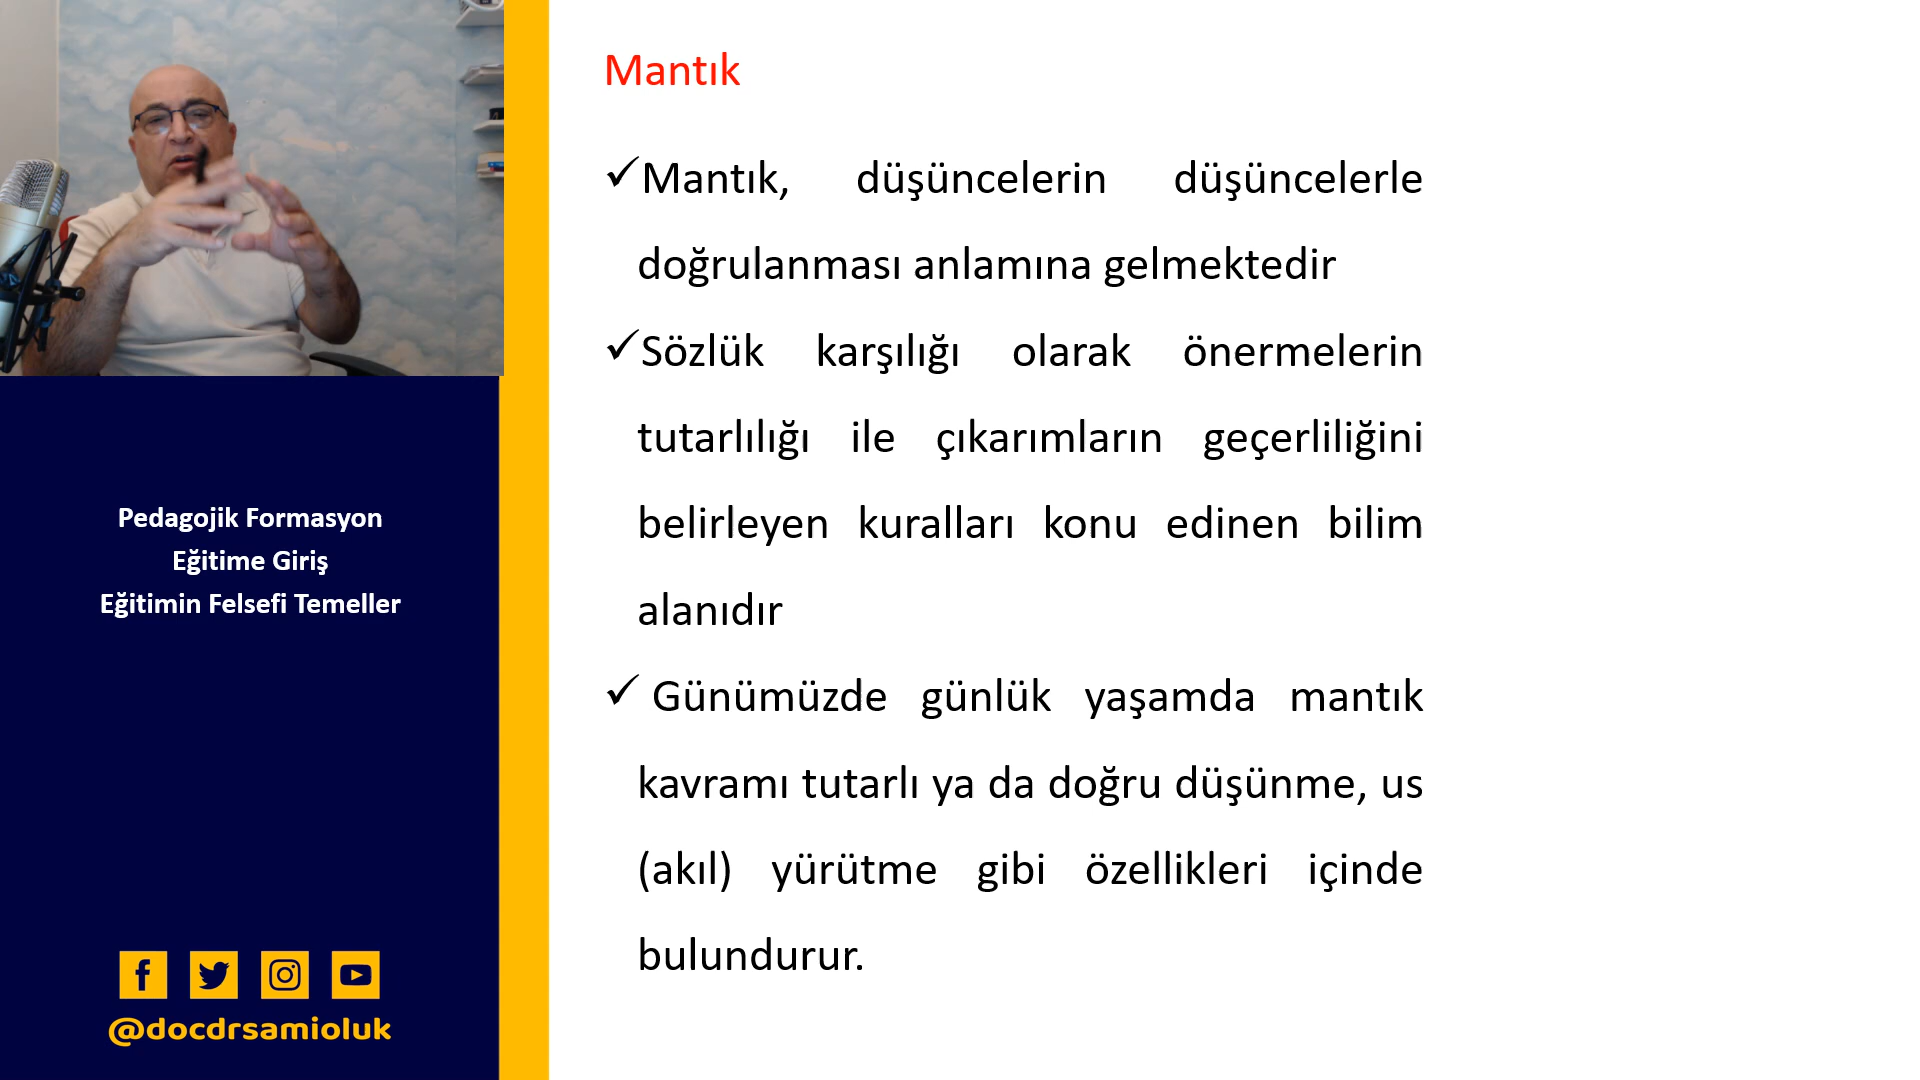 Mantık
✓Mantık, düşüncelerin düşüncelerle
doğrulanması anlamına gelmektedir
✓Sözlük karşılığı olarak önermelerin
tutarlılığı ile çıkarımların geçerliliğini
belirleyen kuralları konu edinen bilim
alanıdır
✓ Günümüzde günlük yaşamda mantık
kavramı tutarlı ya da doğru düşünme, us
(akıl) yürütme gibi özellikleri içinde
bulundurur.
Pedagojik Formasyon
Eğitime Giriş
Eğitimin Felsefi Temeller
@docdrsamioluk